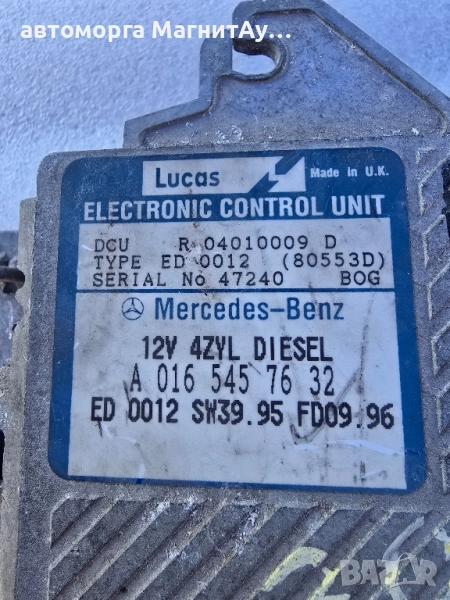 автоморга МагнитАу...
Lucas
Made in U.K.
ELECTRONIC CONTROL UNIT
DCU R 04010009 D
TYPE ED 0012 (80553D)
SERIAL No 47240 BOG
Mercedes-Benz
12V 4ZYL DIESEL
A 016 545 76 32
ED 0012 SW39.95 FD09.96
BAZAR